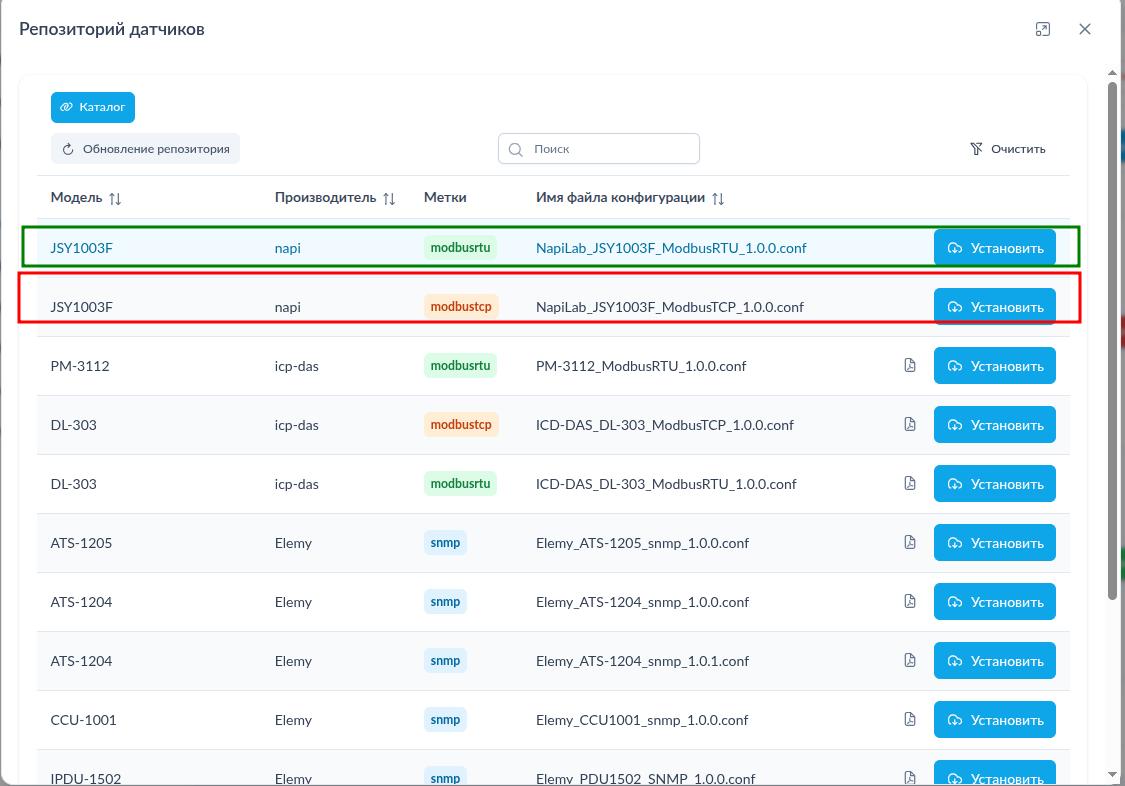 Репозиторий датчиков
Каталог
Обновление репозитория Поиск Очистить
Модель Производитель Метки Имя файла конфигурации
JSY1003F napi modbusrtu NapiLab_JSY1003F_ModbusRTU_1.0.0.conf Установить
JSY1003F napi modbustcp NapiLab_JSY1003F_ModbusTCP_1.0.0.conf Установить
PM-3112 icp-das modbusrtu PM-3112_ModbusRTU_1.0.0.conf Установить
DL-303 icp-das modbustcp ICD-DAS_DL-303_ModbusTCP_1.0.0.conf Установить
DL-303 icp-das modbusrtu ICD-DAS_DL-303_ModbusRTU_1.0.0.conf Установить
ATS-1205 Elemy snmp Elemy_ATS-1205_snmp_1.0.0.conf Установить
ATS-1204 Elemy snmp Elemy_ATS-1204_snmp_1.0.0.conf Установить
ATS-1204 Elemy snmp Elemy_ATS-1204_snmp_1.0.1.conf Установить
CCU-1001 Elemy snmp Elemy_CCU1001_snmp_1.0.0.conf Установить
IPDU-1502 Elemy snmp Elemy_PDU1502_SNMP_1.0.0.conf Установить